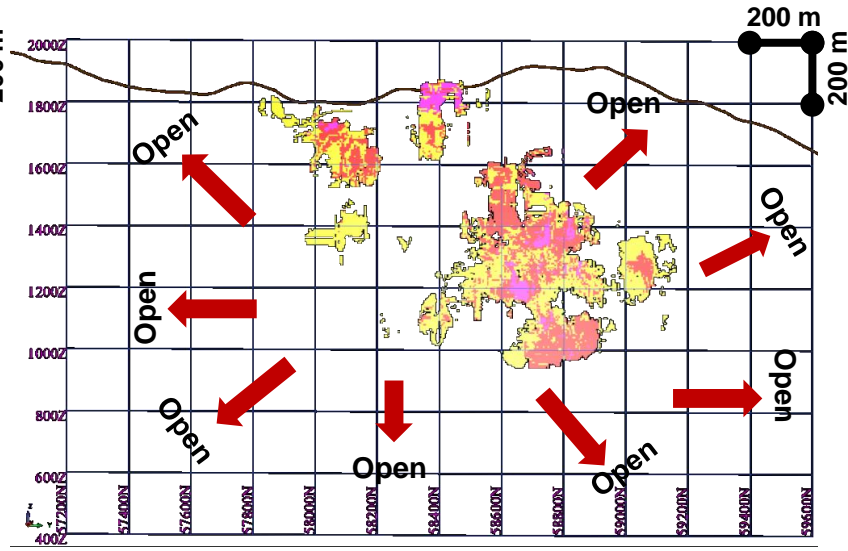 200 m
200 m
200 m
2000Z
1800Z
1600Z
1400Z
1200Z
1000Z
800Z
600Z
400Z
Open
Open
Open
Open
Open
Open
Open
Open
57200N
57400N
57600N
57800N
58000N
58200N
58400N
58600N
58800N
59000N
59200N
59400N
59600N
Z
Y